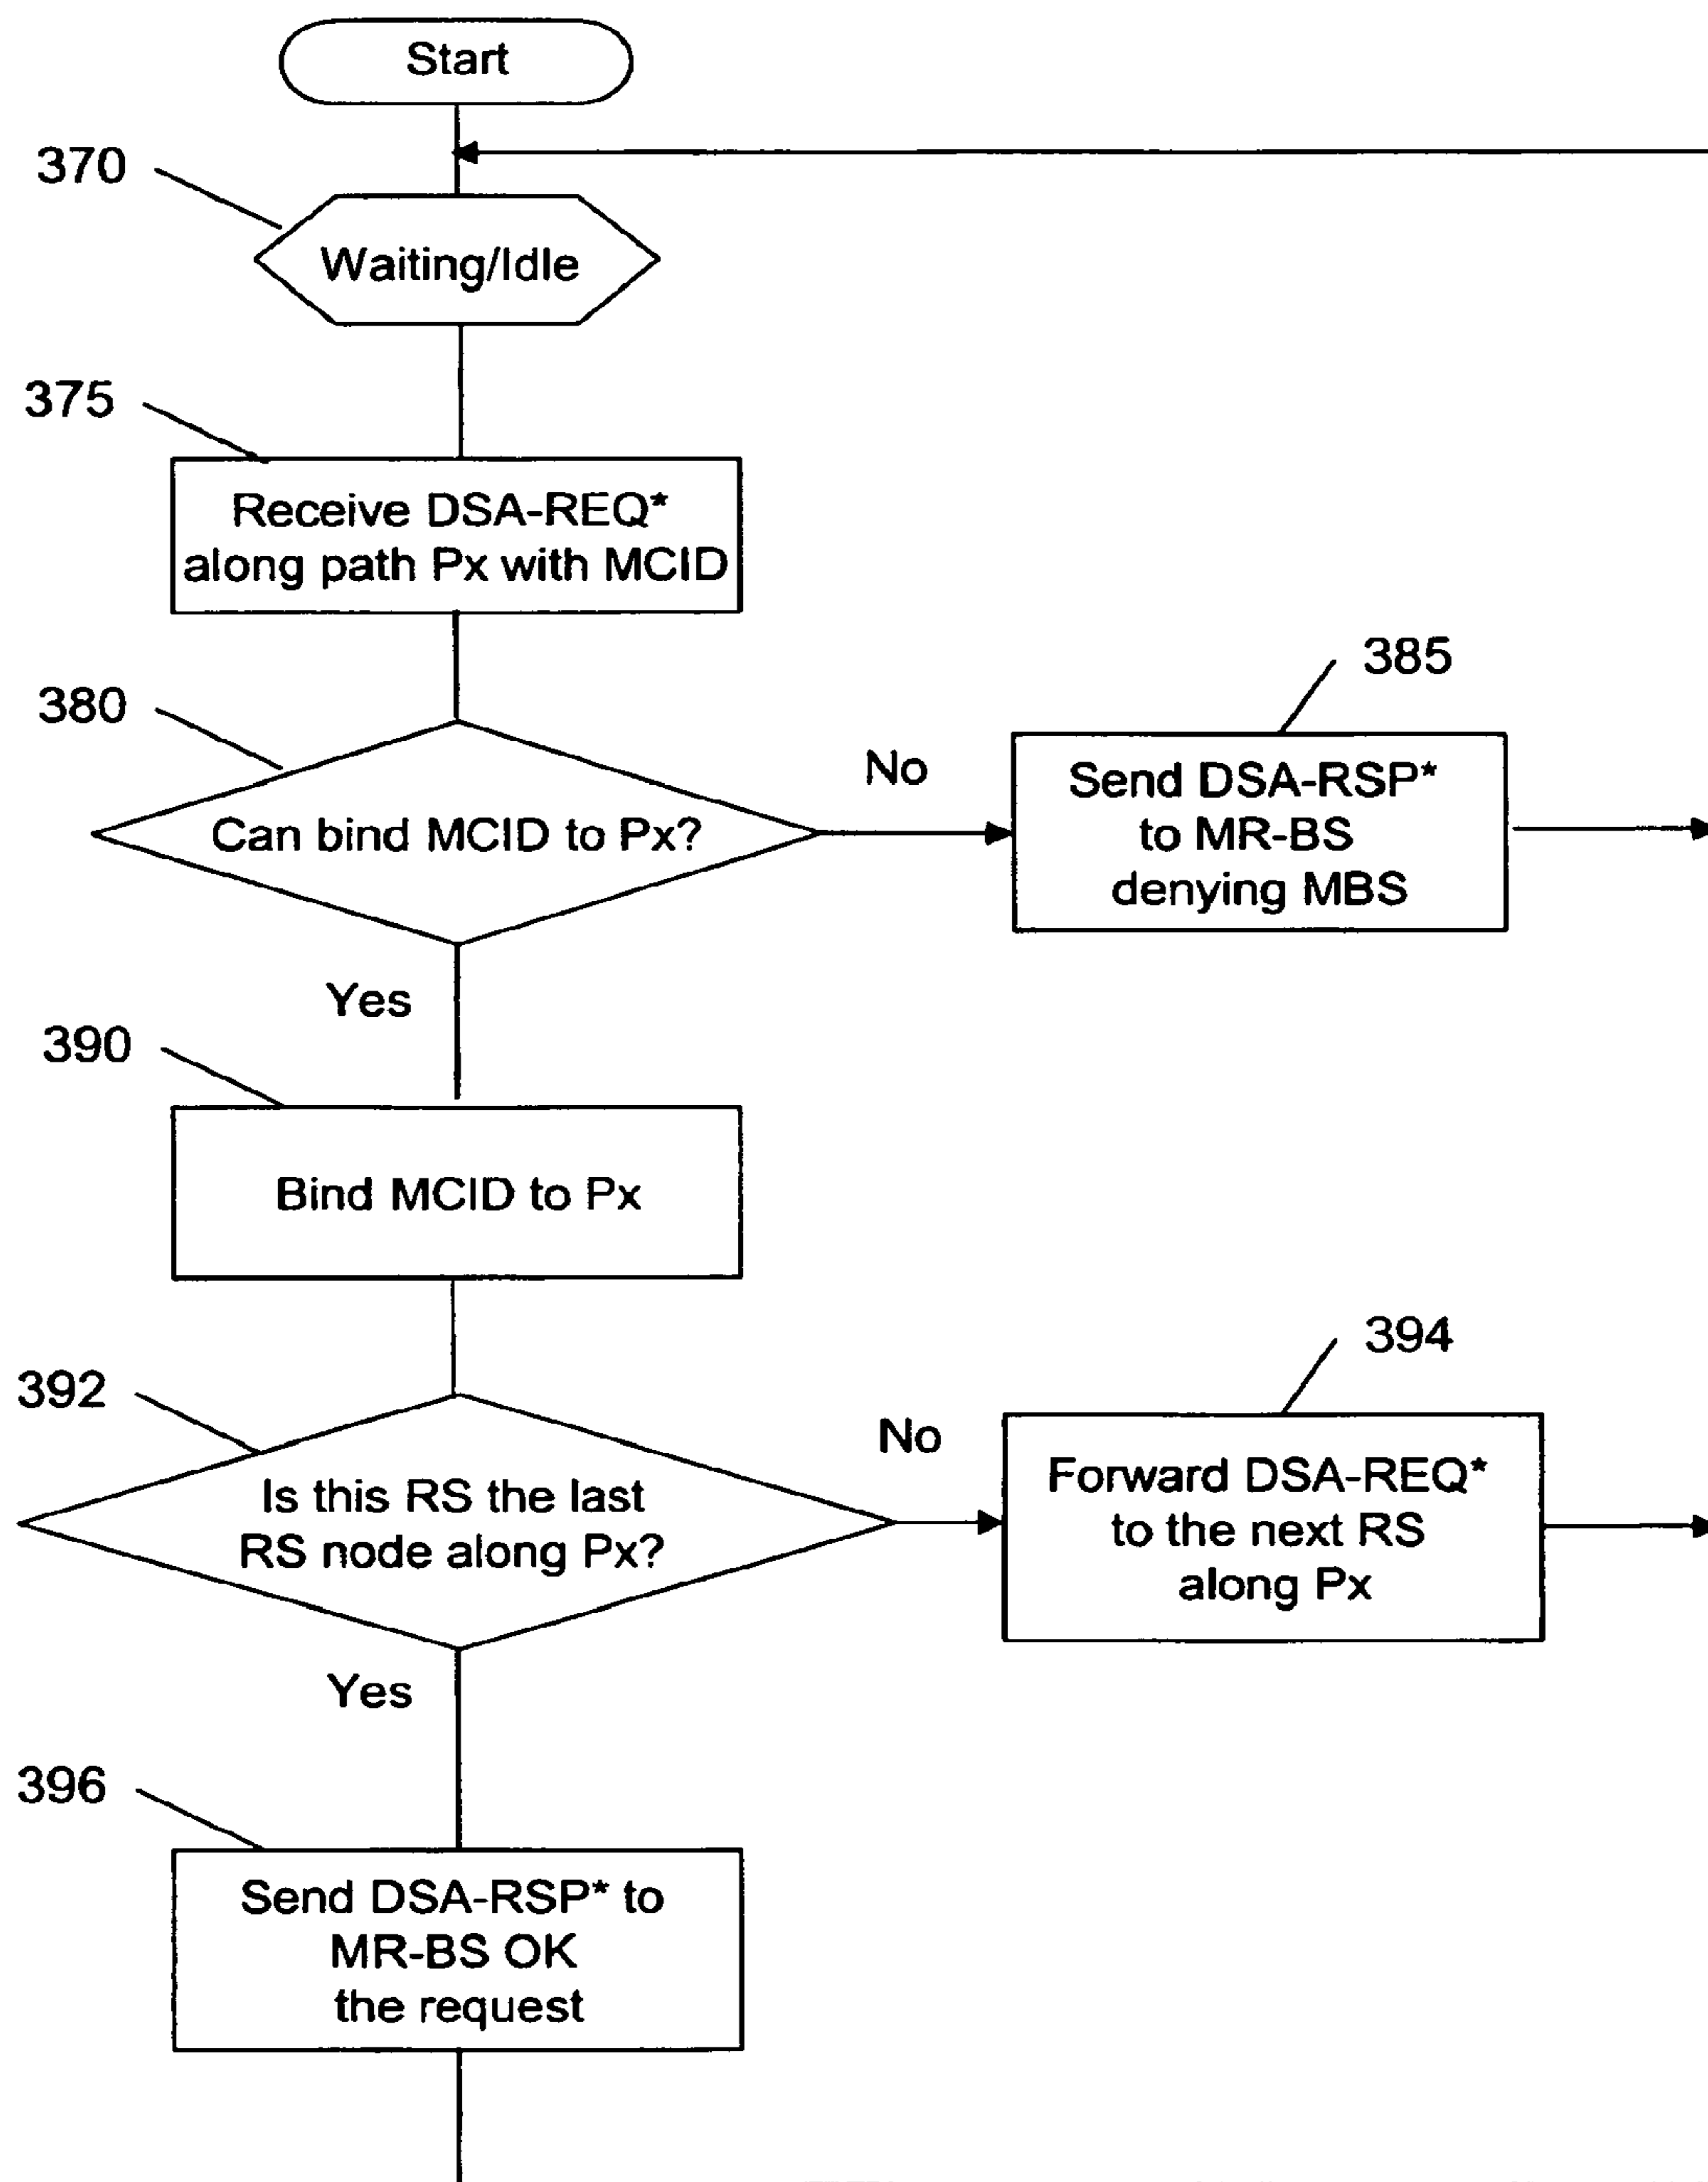 Start
370
Waiting/Idle
375
Receive DSA-REQ*
along path Px with MCID
380
Can bind MCID to Px?
No
385
Send DSA-RSP*
to MR-BS
denying MBS
Yes
390
Bind MCID to Px
392
Is this RS the last
RS node along Px?
No
394
Forward DSA-REQ*
to the next RS
along Px
Yes
396
Send DSA-RSP* to
MR-BS OK
the request